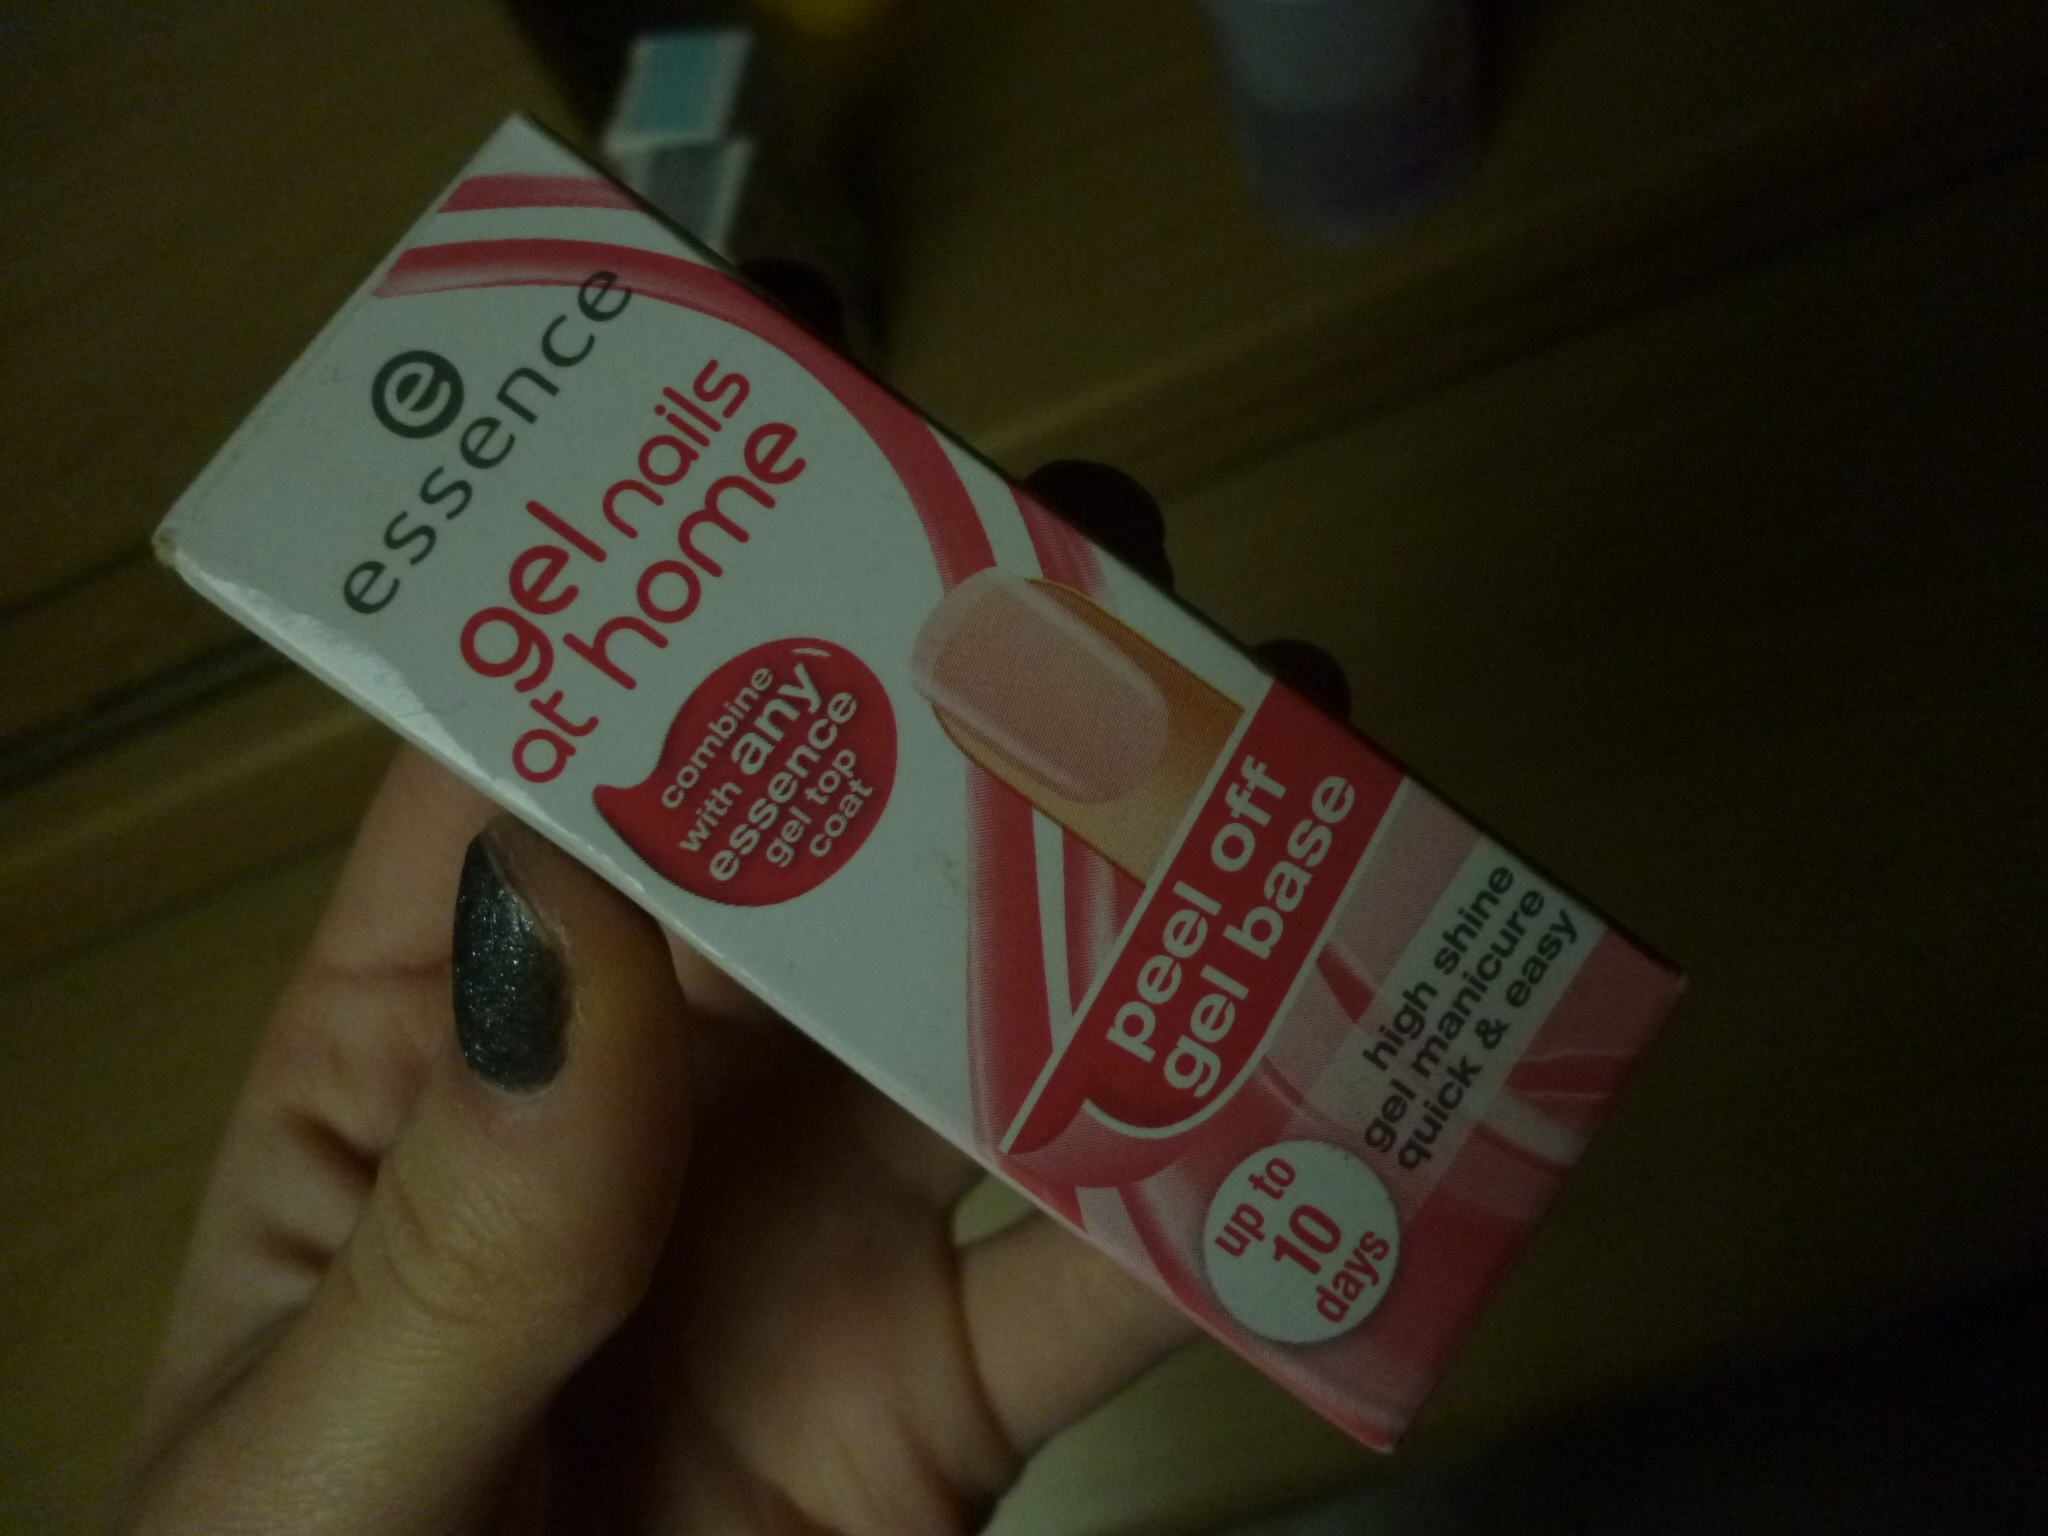 e
essence
gel nails
at home
combine
with any
essence
gel top
coat
peel off
gel base
high shine
gel manicure
quick & easy
up to
10
days